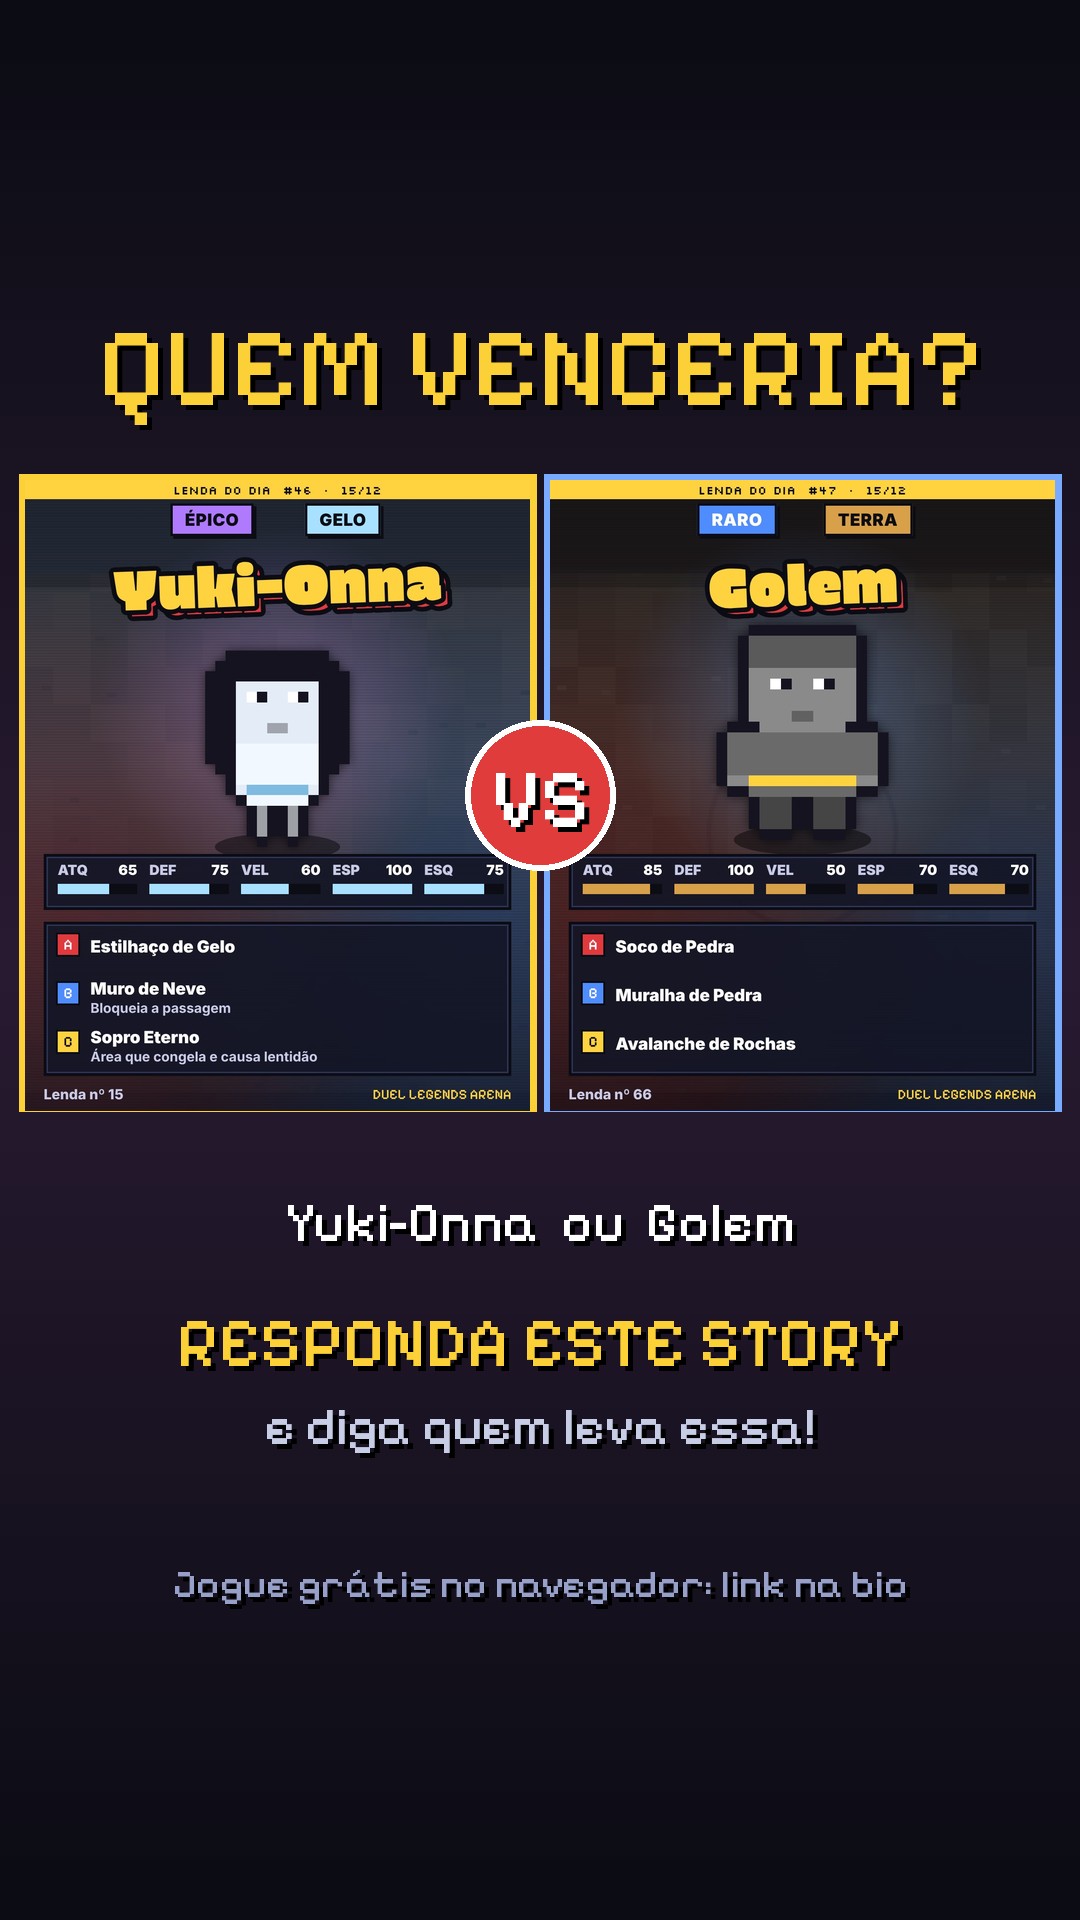 QUEM VENCERIA?
LENDA DO DIA #46 · 15/12
ÉPICO GELO
Yuki-Onna
ATQ 65 DEF 75 VEL 60 ESP 100 ESQ 75
A Estilhaço de Gelo
B Muro de Neve
Bloqueia a passagem
C Sopro Eterno
Área que congela e causa lentidão
Lenda nº 15 DUEL LEGENDS ARENA
VS
LENDA DO DIA #47 · 15/12
RARO TERRA
Golem
ATQ 85 DEF 100 VEL 50 ESP 70 ESQ 70
A Soco de Pedra
B Muralha de Pedra
C Avalanche de Rochas
Lenda nº 66 DUEL LEGENDS ARENA
Yuki-Onna ou Golem
RESPONDA ESTE STORY
e diga quem leva essa!
Jogue grátis no navegador: link na bio